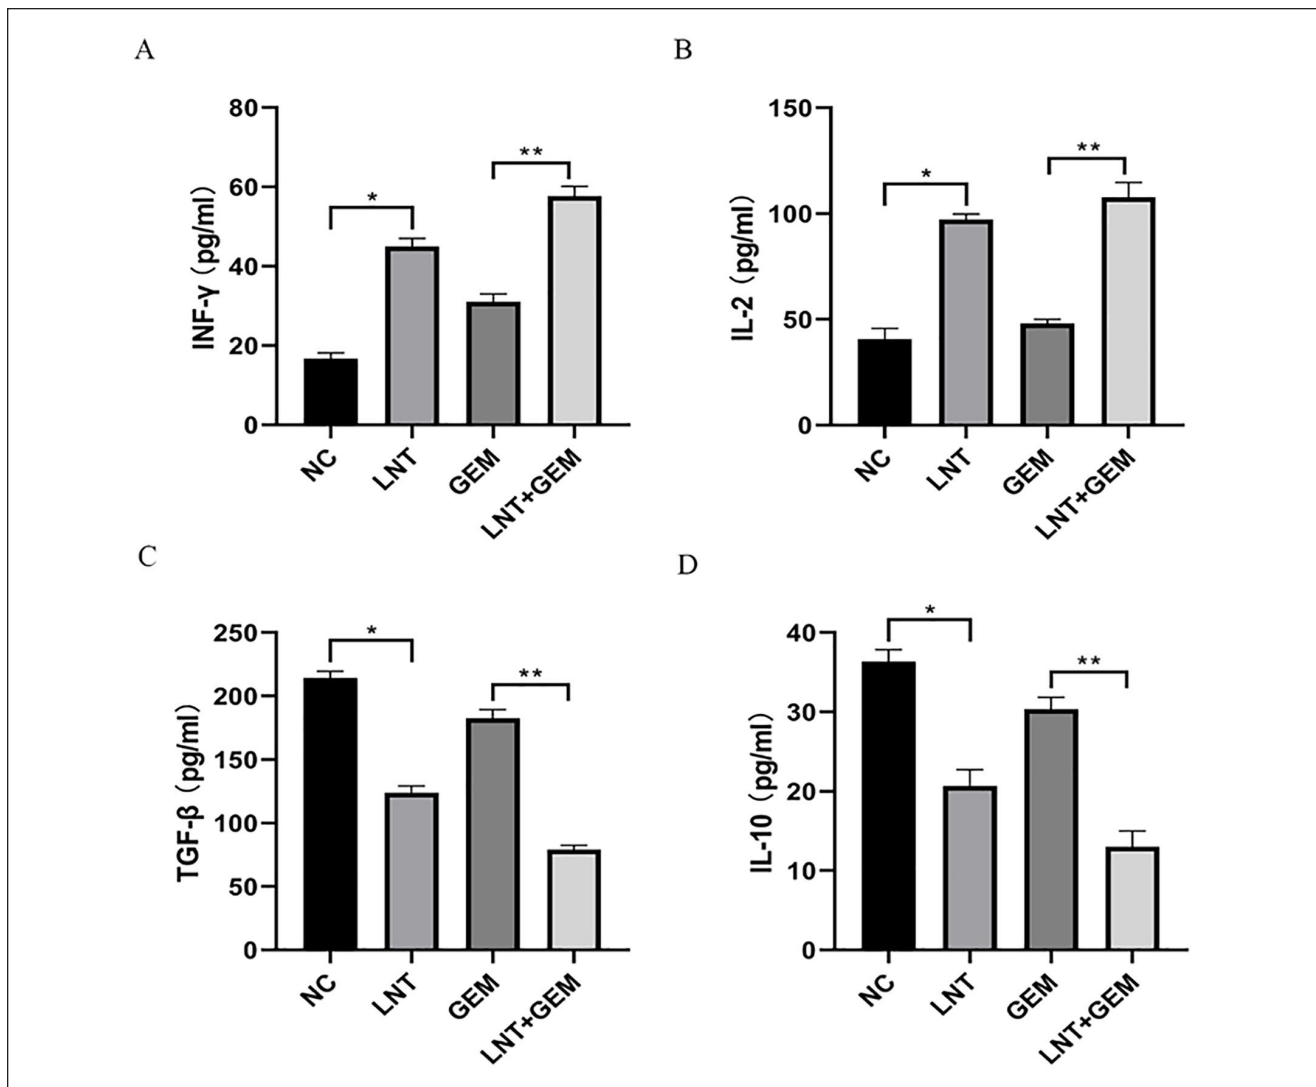 A
INF-γ（pg/ml）
80
60
40
20
0
*
**
NC
LNT
GEM
LNT+GEM
B
IL-2（pg/ml）
150
100
50
0
*
**
NC
LNT
GEM
LNT+GEM
C
TGF-β（pg/ml）
250
200
150
100
50
0
*
**
NC
LNT
GEM
LNT+GEM
D
IL-10（pg/ml）
40
30
20
10
0
*
**
NC
LNT
GEM
LNT+GEM